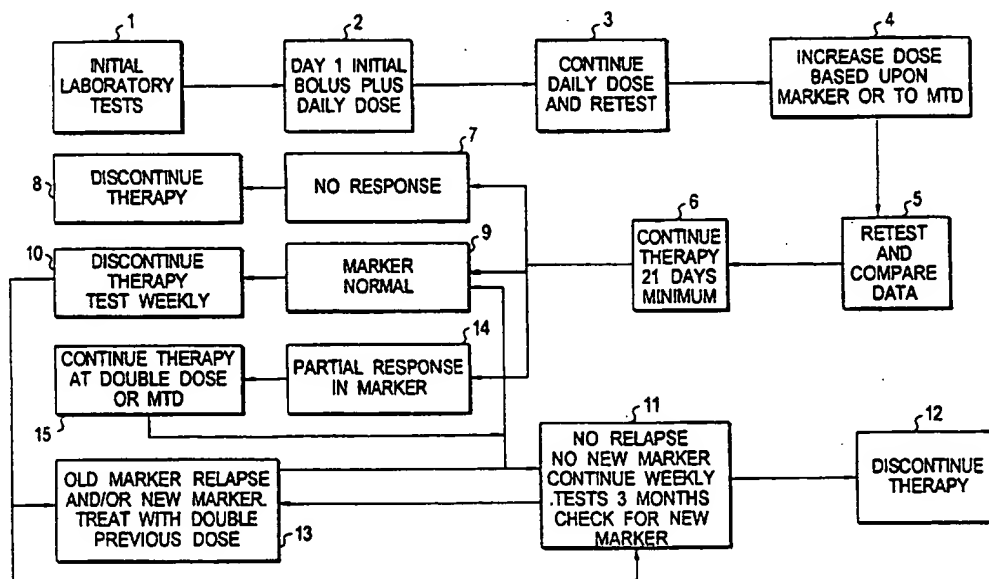 1
INITIAL
LABORATORY
TESTS
2
DAY 1 INITIAL
BOLUS PLUS
DAILY DOSE
3
CONTINUE
DAILY DOSE
AND RETEST
4
INCREASE DOSE
BASED UPON
MARKER OR TO MTD
5
RETEST
AND
COMPARE
DATA
6
CONTINUE
THERAPY
21 DAYS
MINIMUM
7
NO RESPONSE
8
DISCONTINUE
THERAPY
9
MARKER
NORMAL
10
DISCONTINUE
THERAPY
TEST WEEKLY
14
PARTIAL RESPONSE
IN MARKER
15
CONTINUE THERAPY
AT DOUBLE DOSE
OR MTD
11
NO RELAPSE
NO NEW MARKER
CONTINUE WEEKLY
.TESTS 3 MONTHS
CHECK FOR NEW
MARKER
12
DISCONTINUE
THERAPY
OLD MARKER RELAPSE
AND/OR NEW MARKER.
TREAT WITH DOUBLE
PREVIOUS DOSE
13